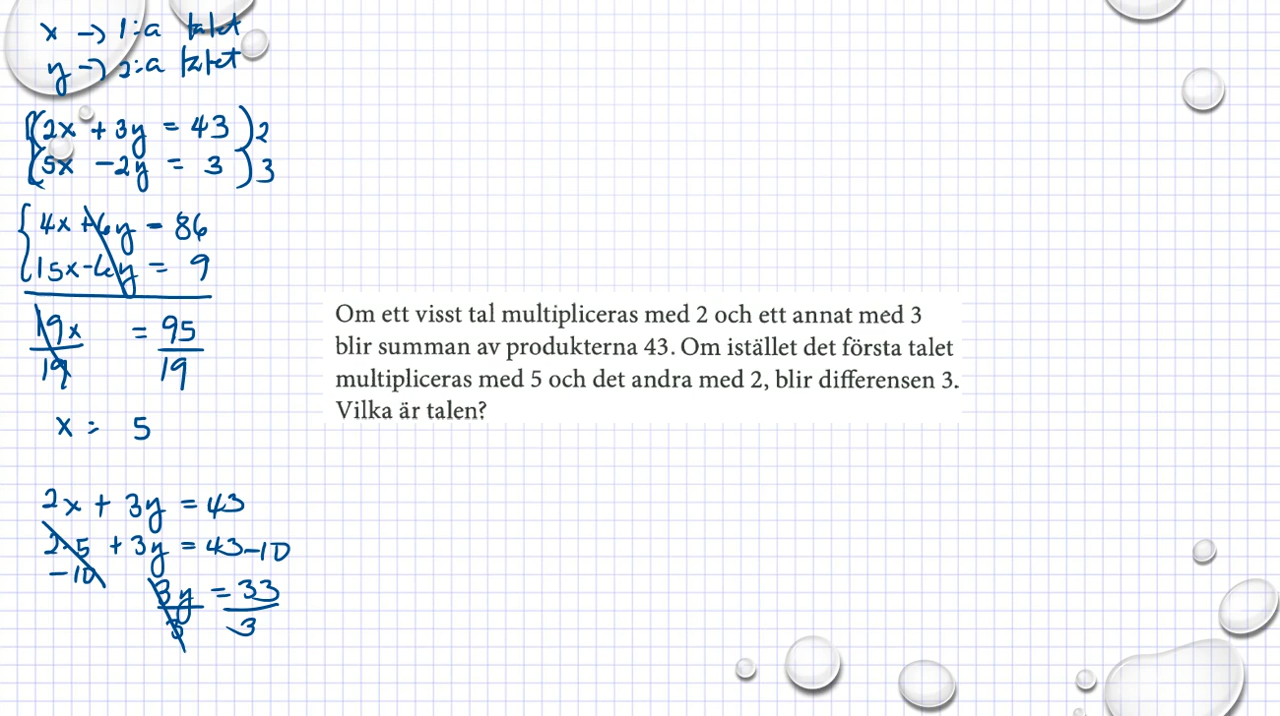 x → 1:a talet
y → 2:a talet
2x + 3y = 43 ) 2
5x - 2y = 3 ) 3
4x + 6y = 86
15x - 6y = 9
19x = 95
19 19
x = 5
2x + 3y = 43
2·5 + 3y = 43 - 10
-10
3y = 33
3 3
Om ett visst tal multipliceras med 2 och ett annat med 3
blir summan av produkterna 43. Om istället det första talet
multipliceras med 5 och det andra med 2, blir differensen 3.
Vilka är talen?